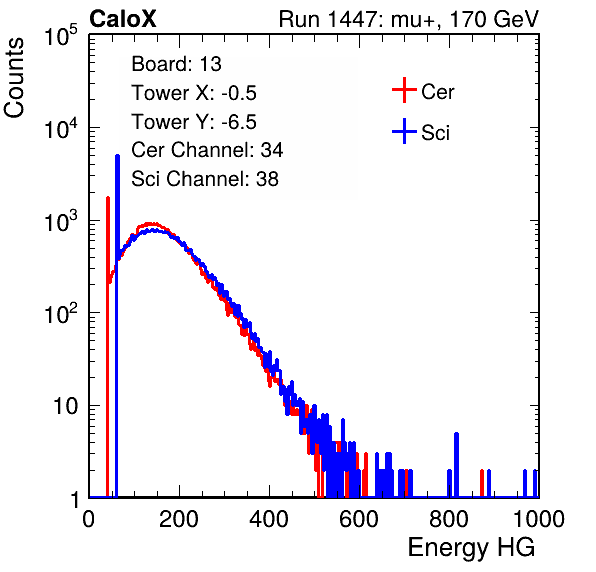 CaloX Run 1447: mu+, 170 GeV
Board: 13
Tower X: -0.5
Tower Y: -6.5
Cer Channel: 34
Sci Channel: 38
Cer
Sci
Counts
10^5
10^4
10^3
10^2
10
1
0 200 400 600 800 1000
Energy HG